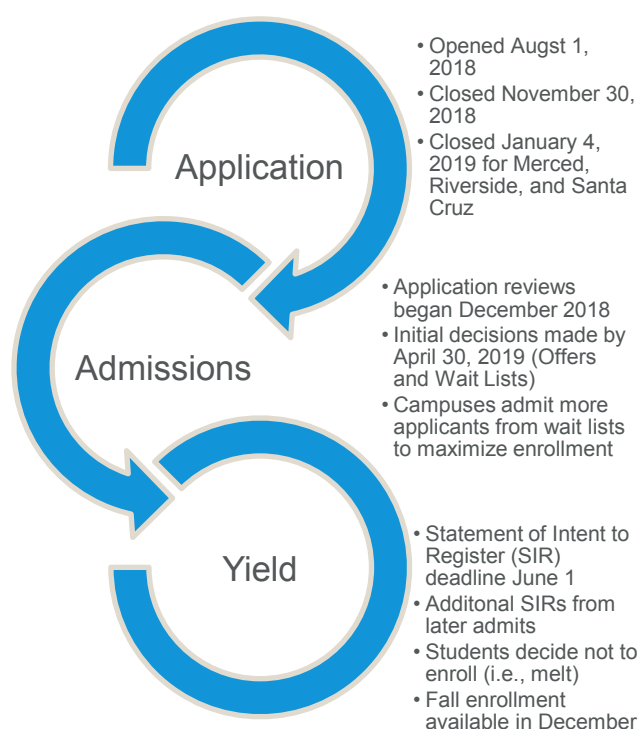 Application
• Opened Augst 1,
2018
• Closed November 30,
2018
• Closed January 4,
2019 for Merced,
Riverside, and Santa
Cruz
Admissions
• Application reviews
began December 2018
• Initial decisions made by
April 30, 2019 (Offers
and Wait Lists)
• Campuses admit more
applicants from wait lists
to maximize enrollment
Yield
• Statement of Intent to
Register (SIR)
deadline June 1
• Additonal SIRs from
later admits
• Students decide not to
enroll (i.e., melt)
• Fall enrollment
available in December